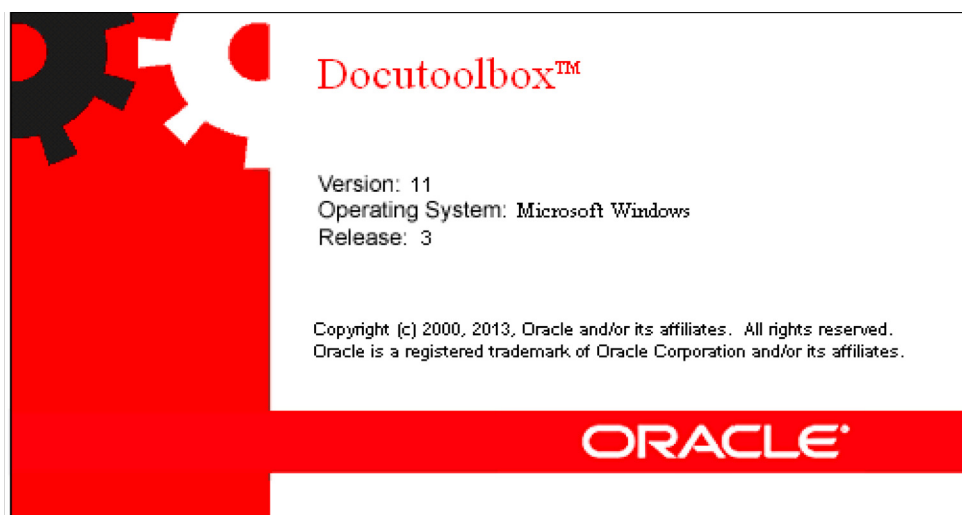 Docutoolbox™
Version: 11
Operating System: Microsoft Windows
Release: 3
Copyright (c) 2000, 2013, Oracle and/or its affiliates.  All rights reserved.
Oracle is a registered trademark of Oracle Corporation and/or its affiliates.
ORACLE